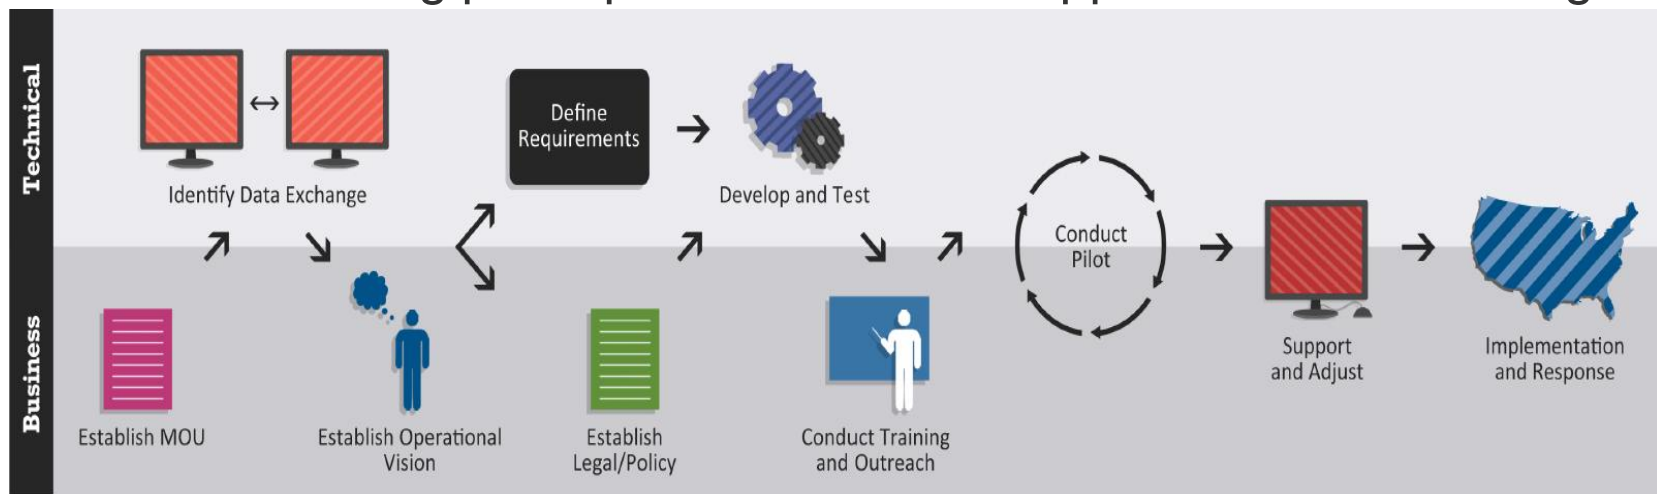 Technical
Identify Data Exchange
Define
Requirements
Develop and Test
Conduct
Pilot
Business
Establish MOU
Establish Operational
Vision
Establish
Legal/Policy
Conduct Training
and Outreach
Support
and Adjust
Implementation
and Response